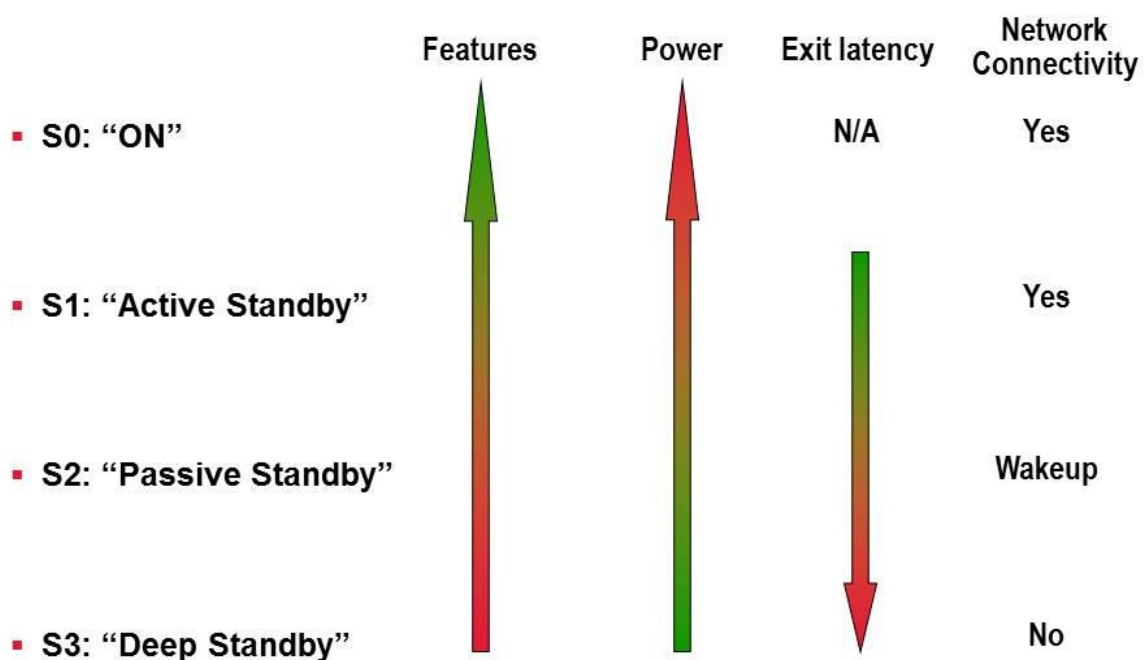 Features Power Exit latency Network
Connectivity
▪ S0: “ON” N/A Yes
▪ S1: “Active Standby” Yes
▪ S2: “Passive Standby” Wakeup
▪ S3: “Deep Standby” No